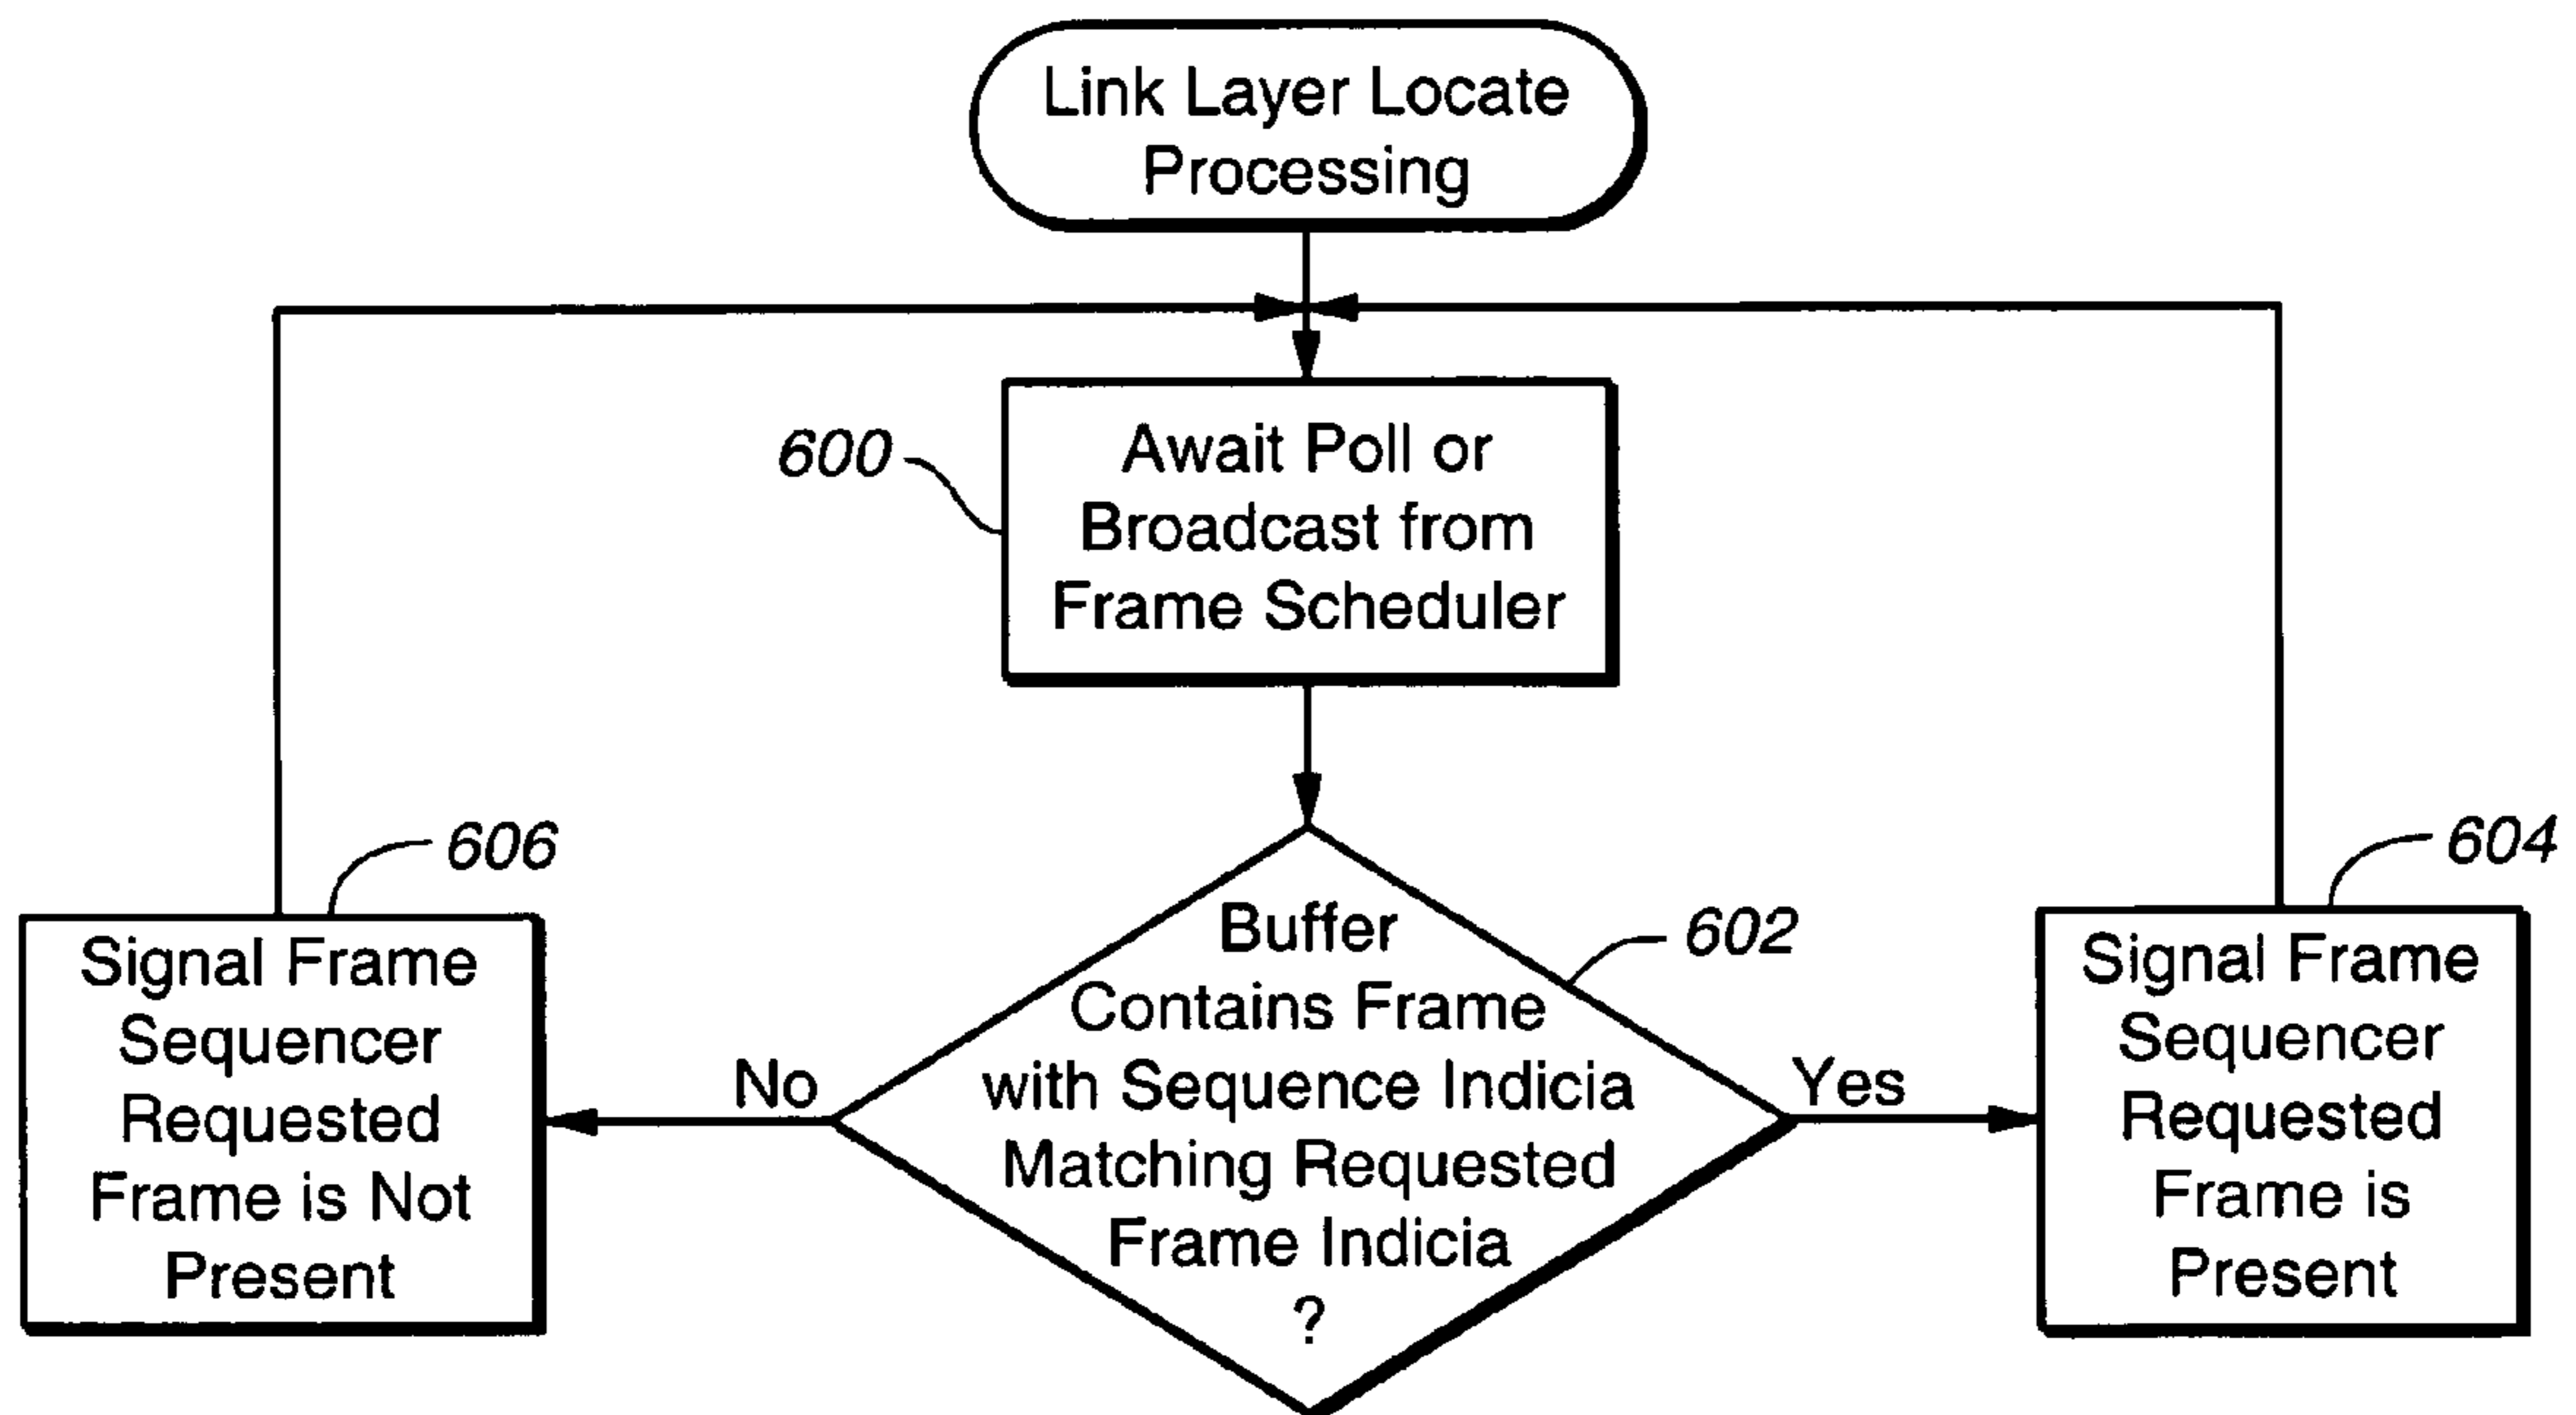 Link Layer Locate
Processing
600
Await Poll or
Broadcast from
Frame Scheduler
606
Signal Frame
Sequencer
Requested
Frame is Not
Present
No
Buffer
Contains Frame
with Sequence Indicia
Matching Requested
Frame Indicia
?
602
Yes
604
Signal Frame
Sequencer
Requested
Frame is
Present